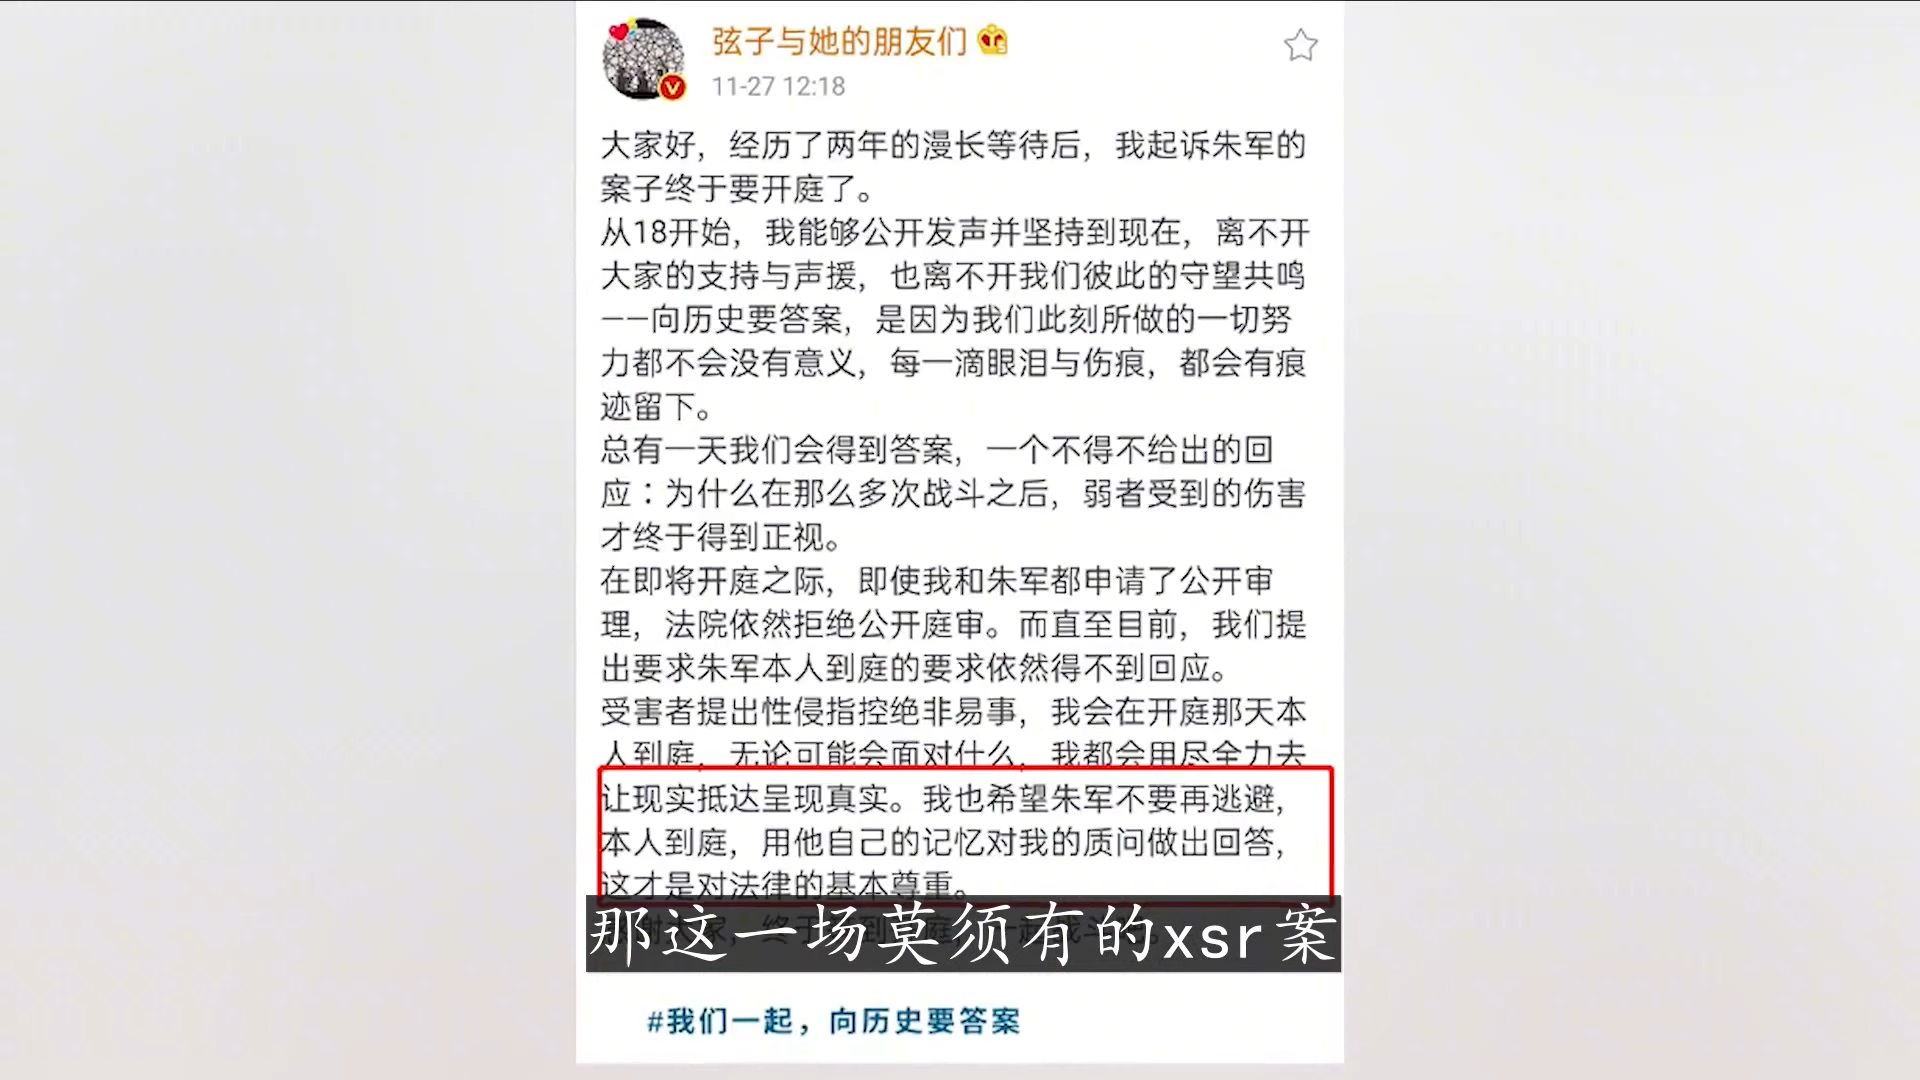 弦子与她的朋友们
11-27 12:18
大家好，经历了两年的漫长等待后，我起诉朱军的
案子终于要开庭了。
从18开始，我能够公开发声并坚持到现在，离不开
大家的支持与声援，也离不开我们彼此的守望共鸣
——向历史要答案，是因为我们此刻所做的一切努
力都不会没有意义，每一滴眼泪与伤痕，都会有痕
迹留下。
总有一天我们会得到答案，一个不得不给出的回
应：为什么在那么多次战斗之后，弱者受到的伤害
才终于得到正视。
在即将开庭之际，即使我和朱军都申请了公开审
理，法院依然拒绝公开庭审。而直至目前，我们提
出要求朱军本人到庭的要求依然得不到回应。
受害者提出性侵指控绝非易事，我会在开庭那天本
人到庭，无论可能会面对什么，我都会用尽全力去
让现实抵达呈现真实。我也希望朱军不要再逃避，
本人到庭，用他自己的记忆对我的质问做出回答，
这才是对法律的基本尊重。
那这一场莫须有的xsr案
#我们一起，向历史要答案